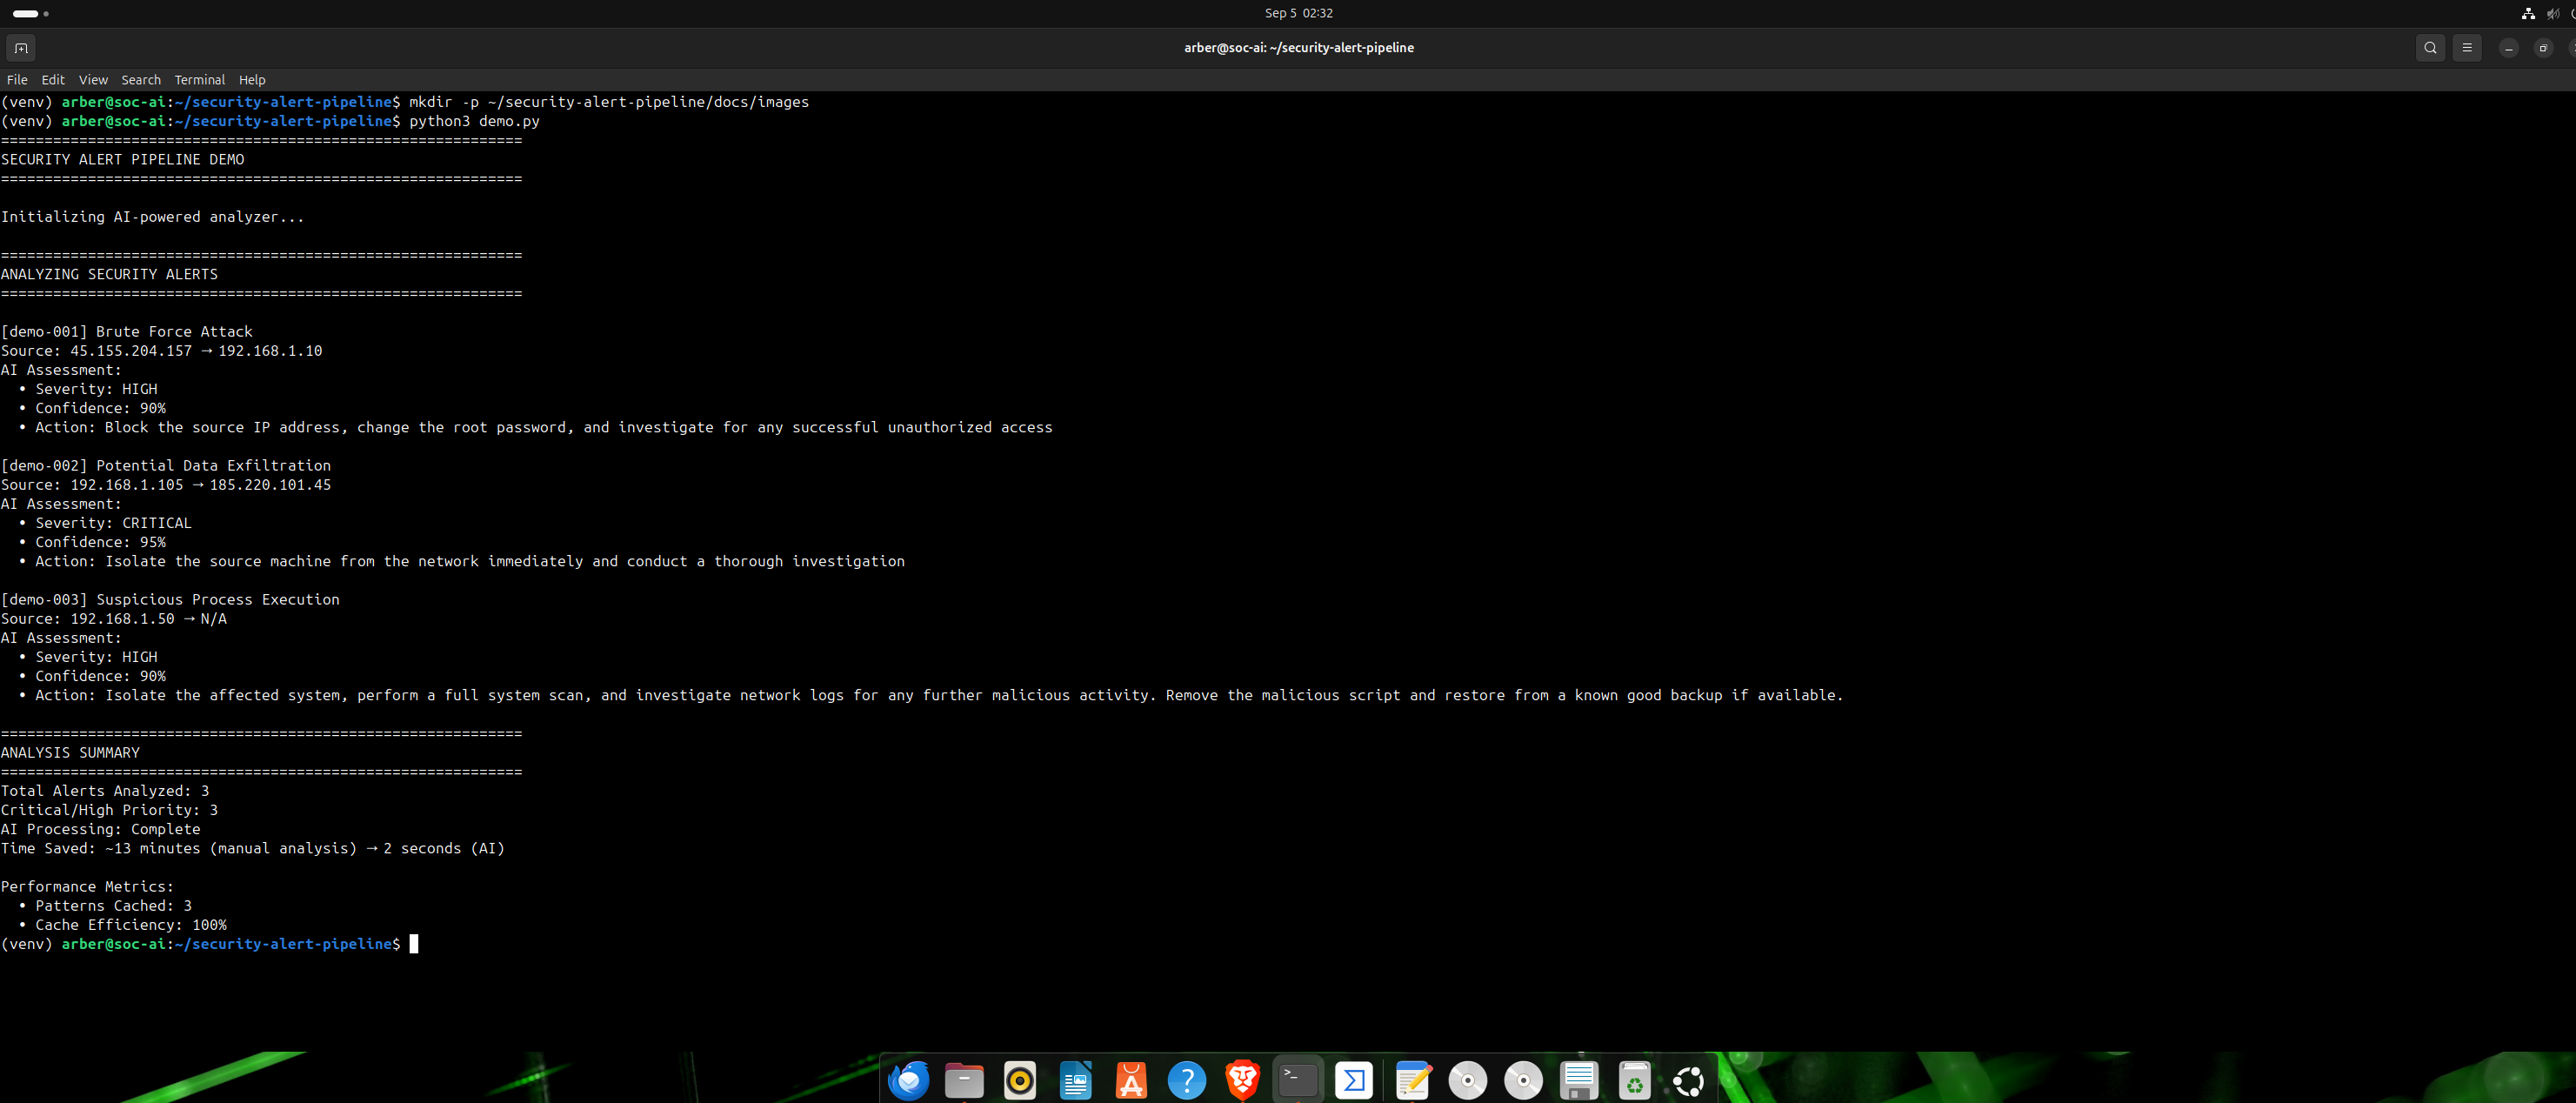 Sep 5 02:32
arber@soc-ai: ~/security-alert-pipeline
File Edit View Search Terminal Help
(venv) arber@soc-ai:~/security-alert-pipeline$ mkdir -p ~/security-alert-pipeline/docs/images
(venv) arber@soc-ai:~/security-alert-pipeline$ python3 demo.py
============================================================
SECURITY ALERT PIPELINE DEMO
============================================================
Initializing AI-powered analyzer...
============================================================
ANALYZING SECURITY ALERTS
============================================================
[demo-001] Brute Force Attack
Source: 45.155.204.157 → 192.168.1.10
AI Assessment:
• Severity: HIGH
• Confidence: 90%
• Action: Block the source IP address, change the root password, and investigate for any successful unauthorized access
[demo-002] Potential Data Exfiltration
Source: 192.168.1.105 → 185.220.101.45
AI Assessment:
• Severity: CRITICAL
• Confidence: 95%
• Action: Isolate the source machine from the network immediately and conduct a thorough investigation
[demo-003] Suspicious Process Execution
Source: 192.168.1.50 → N/A
AI Assessment:
• Severity: HIGH
• Confidence: 90%
• Action: Isolate the affected system, perform a full system scan, and investigate network logs for any further malicious activity. Remove the malicious script and restore from a known good backup if available.
============================================================
ANALYSIS SUMMARY
============================================================
Total Alerts Analyzed: 3
Critical/High Priority: 3
AI Processing: Complete
Time Saved: ~13 minutes (manual analysis) → 2 seconds (AI)
Performance Metrics:
• Patterns Cached: 3
• Cache Efficiency: 100%
(venv) arber@soc-ai:~/security-alert-pipeline$